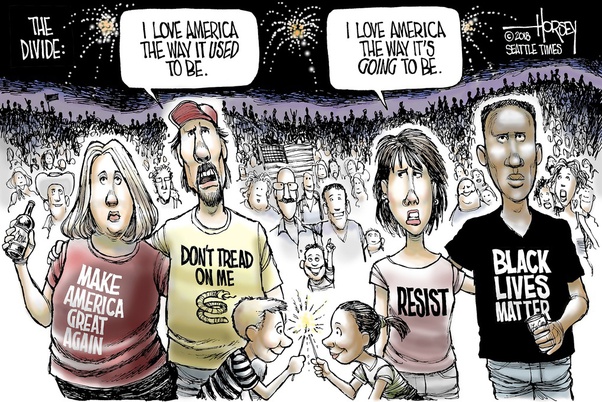 THE
DIVIDE.
I LOVE AMERICA
THE WAY IT USED
TO BE.
I LOVE AMERICA
THE WAY IT'S
GOING TO BE.
HORSEY
©2018
SEATTLE TIMES
MAKE
AMERICA
GREAT
AGAIN
DON'T TREAD
ON ME
RESIST
BLACK
LIVES
MATTER